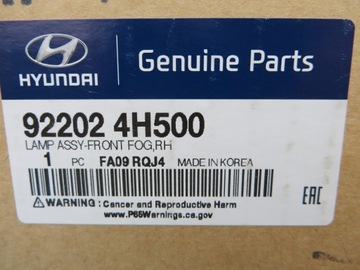 HYUNDAI
Genuine Parts
92202 4H500
LAMP ASSY-FRONT FOG,RH
1 PC FA09 RQJ4 MADE IN KOREA
EAC
WARNING : Cancer and Reproductive Harm
www.P65Warnings.ca.gov